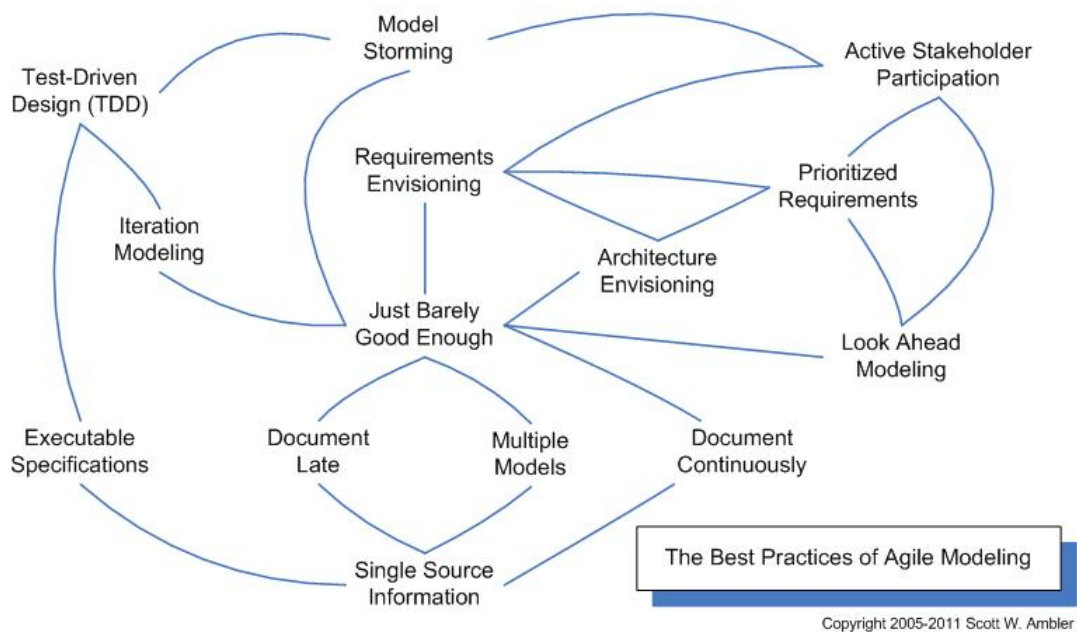 Model
Storming
Active Stakeholder
Participation
Test-Driven
Design (TDD)
Requirements
Envisioning
Prioritized
Requirements
Iteration
Modeling
Architecture
Envisioning
Just Barely
Good Enough
Look Ahead
Modeling
Executable
Specifications
Document
Late
Multiple
Models
Document
Continuously
Single Source
Information
The Best Practices of Agile Modeling
Copyright 2005-2011 Scott W. Ambler